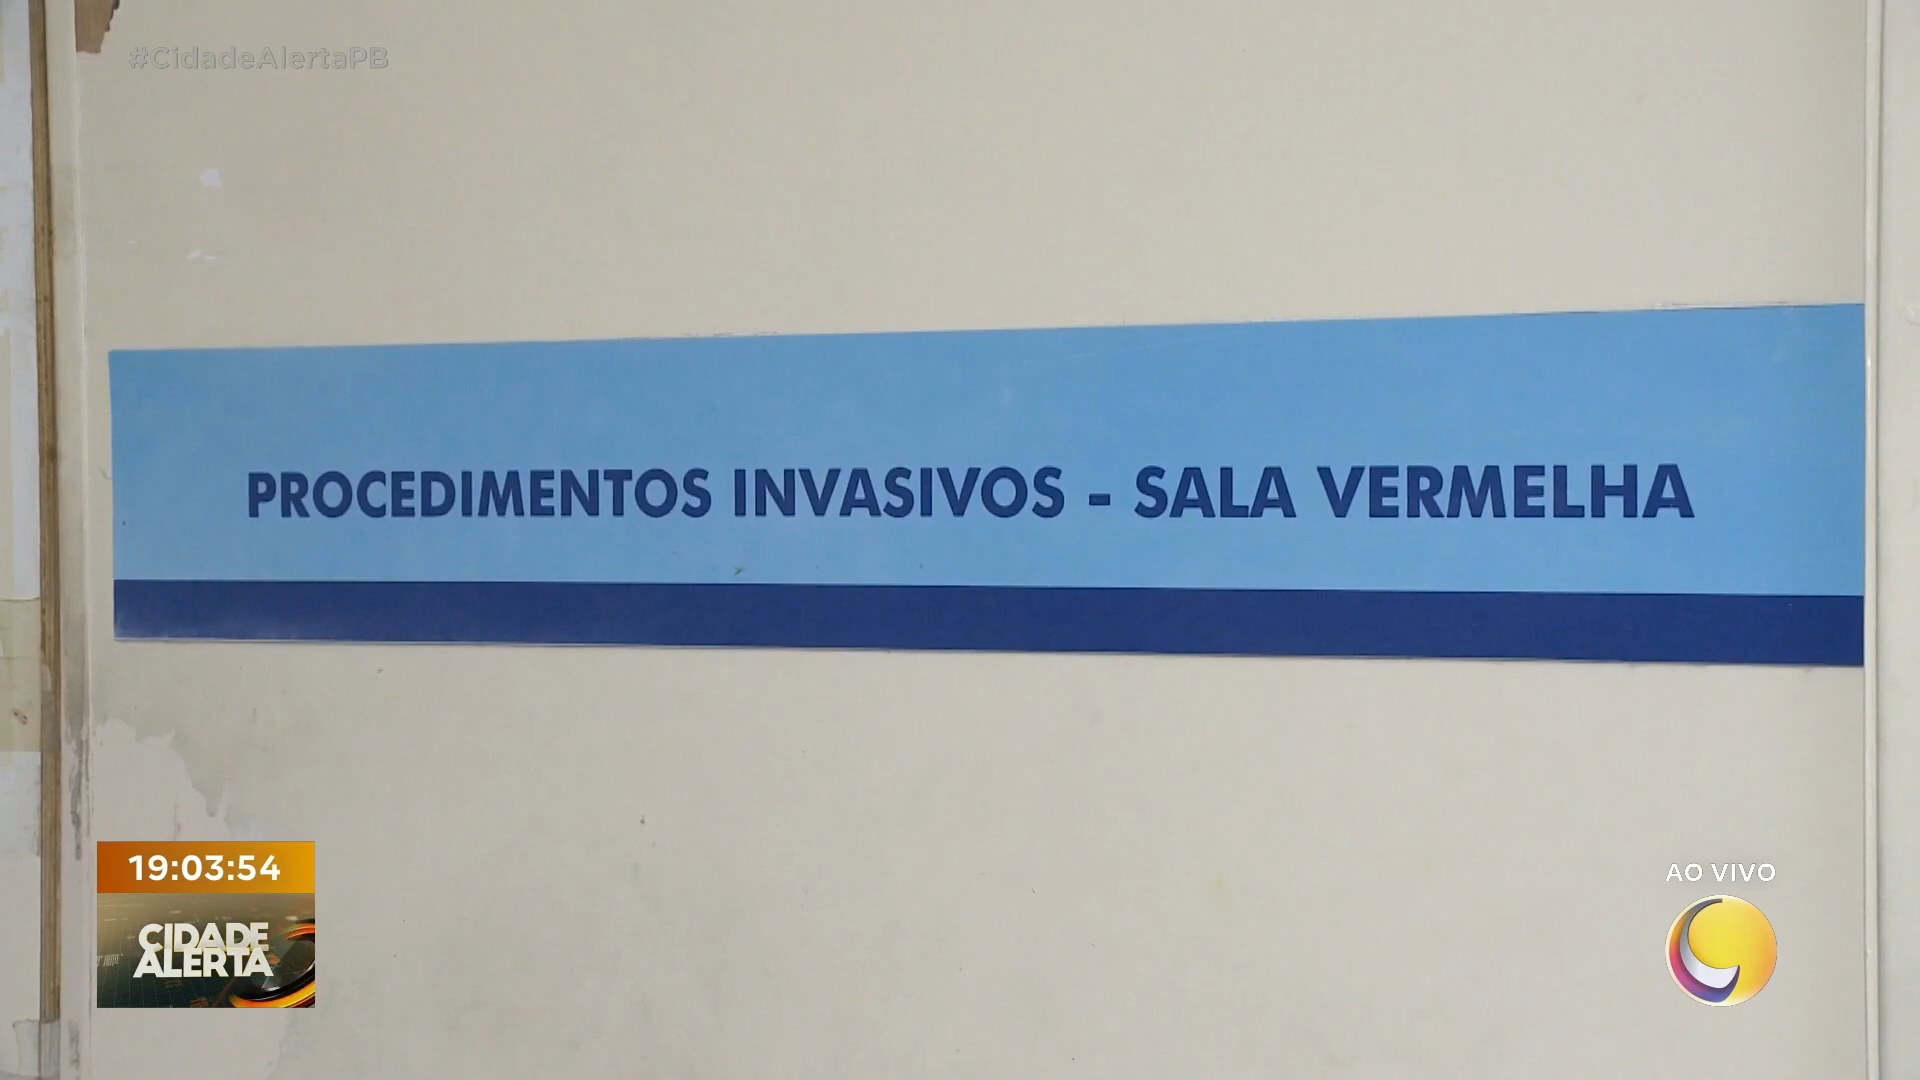 #CidadeAlertaPB
PROCEDIMENTOS INVASIVOS - SALA VERMELHA
19:03:54
CIDADE
ALERTA
AO VIVO